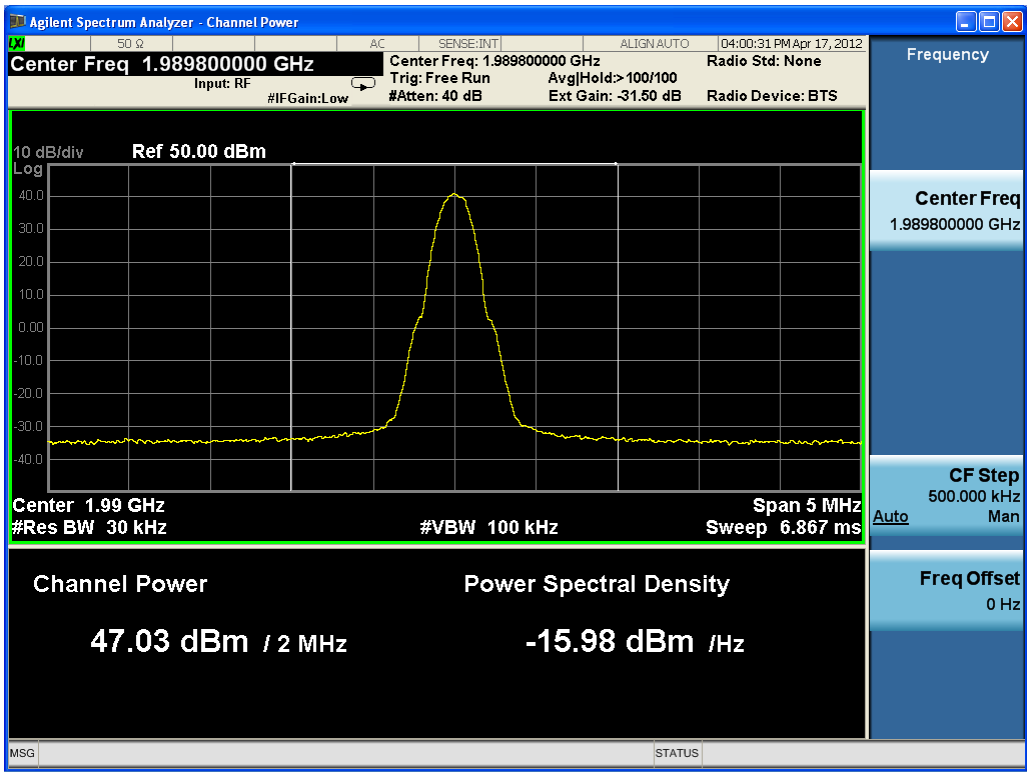 Agilent Spectrum Analyzer - Channel Power
LXI 50 Ω AC SENSE:INT ALIGN AUTO 04:00:31 PM Apr 17, 2012
Center Freq 1.989800000 GHz
Input: RF
#IFGain:Low
Center Freq: 1.989800000 GHz
Trig: Free Run Avg|Hold:>100/100
#Atten: 40 dB Ext Gain: -31.50 dB
Radio Std: None
Radio Device: BTS
10 dB/div Ref 50.00 dBm
Log
40.0
30.0
20.0
10.0
0.00
-10.0
-20.0
-30.0
-40.0
Center 1.99 GHz Span 5 MHz
#Res BW 30 kHz #VBW 100 kHz Sweep 6.867 ms
Channel Power Power Spectral Density
47.03 dBm / 2 MHz -15.98 dBm /Hz
Frequency
Center Freq
1.989800000 GHz
CF Step
500.000 kHz
Auto Man
Freq Offset
0 Hz
MSG STATUS